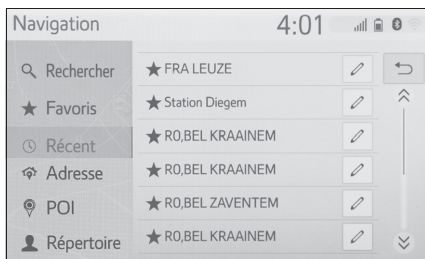 Navigation 4:01
Rechercher
Favoris
Récent
Adresse
POI
Répertoire
FRA LEUZE
Station Diegem
R0,BEL KRAAINEM
R0,BEL KRAAINEM
R0,BEL ZAVENTEM
R0,BEL KRAAINEM